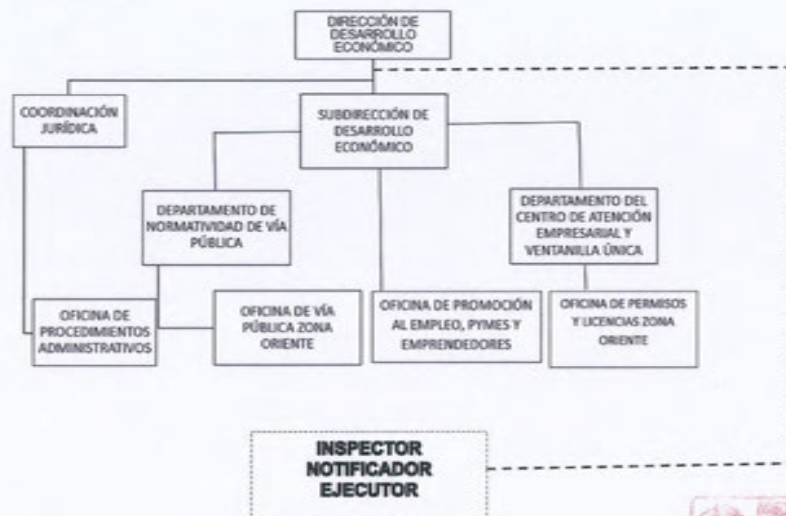 DIRECCIÓN DE
DESARROLLO
ECONÓMICO
COORDINACIÓN
JURÍDICA
SUBDIRECCIÓN DE
DESARROLLO
ECONÓMICO
DEPARTAMENTO DE
NORMATIVIDAD DE VÍA
PÚBLICA
DEPARTAMENTO DEL
CENTRO DE ATENCIÓN
EMPRESARIAL Y
VENTANILLA ÚNICA
OFICINA DE
PROCEDIMIENTOS
ADMINISTRATIVOS
OFICINA DE VÍA
PÚBLICA ZONA
ORIENTE
OFICINA DE PROMOCIÓN
AL EMPLEO, PYMES Y
EMPRENDEDORES
OFICINA DE PERMISOS
Y LICENCIAS ZONA
ORIENTE
INSPECTOR
NOTIFICADOR
EJECUTOR